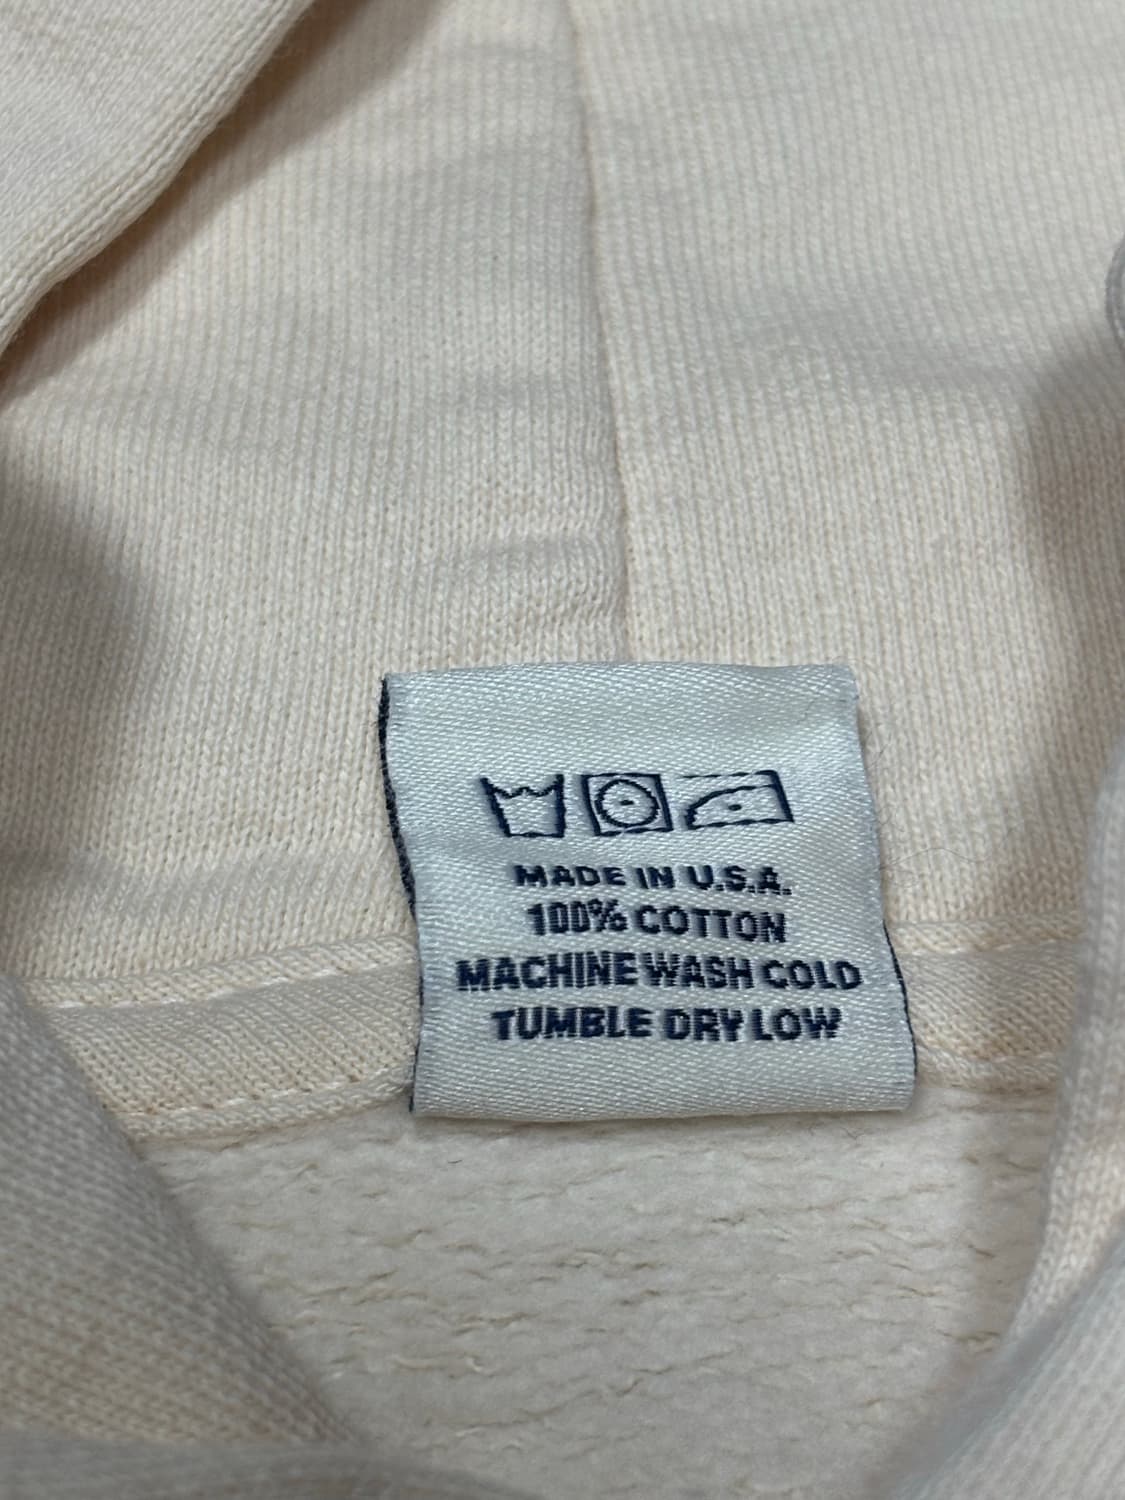 MADE IN U.S.A.
100% COTTON
MACHINE WASH COLD
TUMBLE DRY LOW